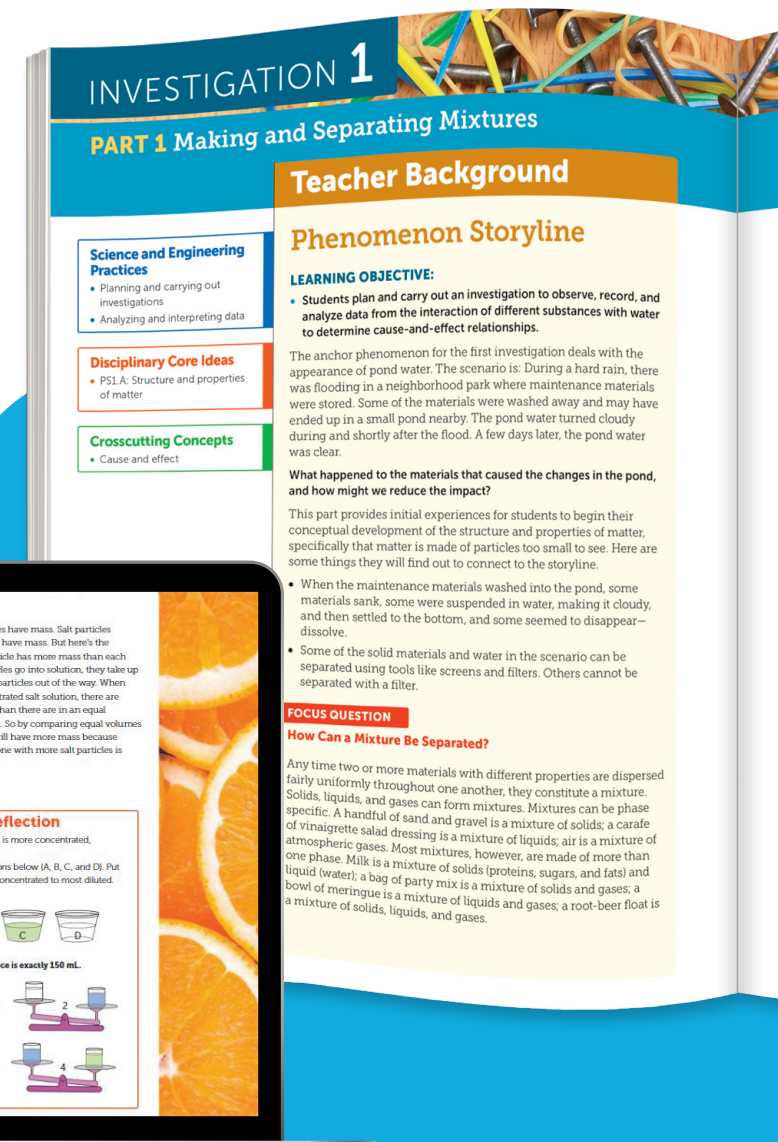 INVESTIGATION 1
PART 1 Making and Separating Mixtures
Teacher Background
Science and Engineering
Practices
• Planning and carrying out
investigations
• Analyzing and interpreting data
Disciplinary Core Ideas
• PS1.A: Structure and properties
of matter
Crosscutting Concepts
• Cause and effect
Phenomenon Storyline
LEARNING OBJECTIVE:
• Students plan and carry out an investigation to observe, record, and
analyze data from the interaction of different substances with water
to determine cause-and-effect relationships.
The anchor phenomenon for the first investigation deals with the
appearance of pond water. The scenario is: During a hard rain, there
was flooding in a neighborhood park where maintenance materials
were stored. Some of the materials were washed away and may have
ended up in a small pond nearby. The pond water turned cloudy
during and shortly after the flood. A few days later, the pond water
was clear.
What happened to the materials that caused the changes in the pond,
and how might we reduce the impact?
This part provides initial experiences for students to begin their
conceptual development of the structure and properties of matter,
specifically that matter is made of particles too small to see. Here are
some things they will find out to connect to the storyline.
• When the maintenance materials washed into the pond, some
materials sank, some were suspended in water, making it cloudy,
and then settled to the bottom, and some seemed to disappear—
dissolve.
• Some of the solid materials and water in the scenario can be
separated using tools like screens and filters. Others cannot be
separated with a filter.
FOCUS QUESTION
How Can a Mixture Be Separated?
Any time two or more materials with different properties are dispersed
fairly uniformly throughout one another, they constitute a mixture.
Solids, liquids, and gases can form mixtures. Mixtures can be phase
specific. A handful of sand and gravel is a mixture of solids; a carafe
of vinaigrette salad dressing is a mixture of liquids; air is a mixture of
atmospheric gases. Most mixtures, however, are made of more than
one phase. Milk is a mixture of solids (proteins, sugars, and fats) and
liquid (water); a bag of party mix is a mixture of solids and gases; a
bowl of meringue is a mixture of liquids and gases; a root-beer float is
a mixture of solids, liquids, and gases.
have mass. Salt particles
have mass. But here's the
has more mass than each
go into solution, they take up
particles out of the way. When
salt solution, there are
than there are in an equal
So by comparing equal volumes
will have more mass because
one with more salt particles is
is more concentrated,
below (A, B, C, and D). Put
concentrated to most diluted.
C D
is exactly 150 mL.
2
4